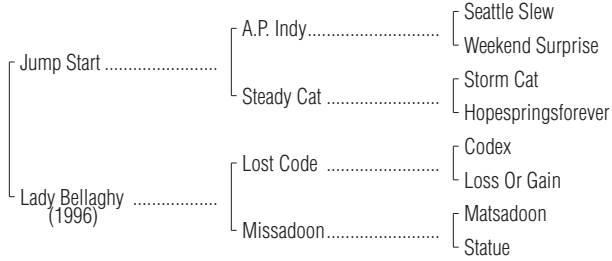 Seattle Slew
A.P. Indy
Weekend Surprise
Jump Start
Storm Cat
Steady Cat
Hopespringsforever
Codex
Lost Code
Loss Or Gain
Lady Bellaghy
(1996)
Matsadoon
Missadoon
Statue